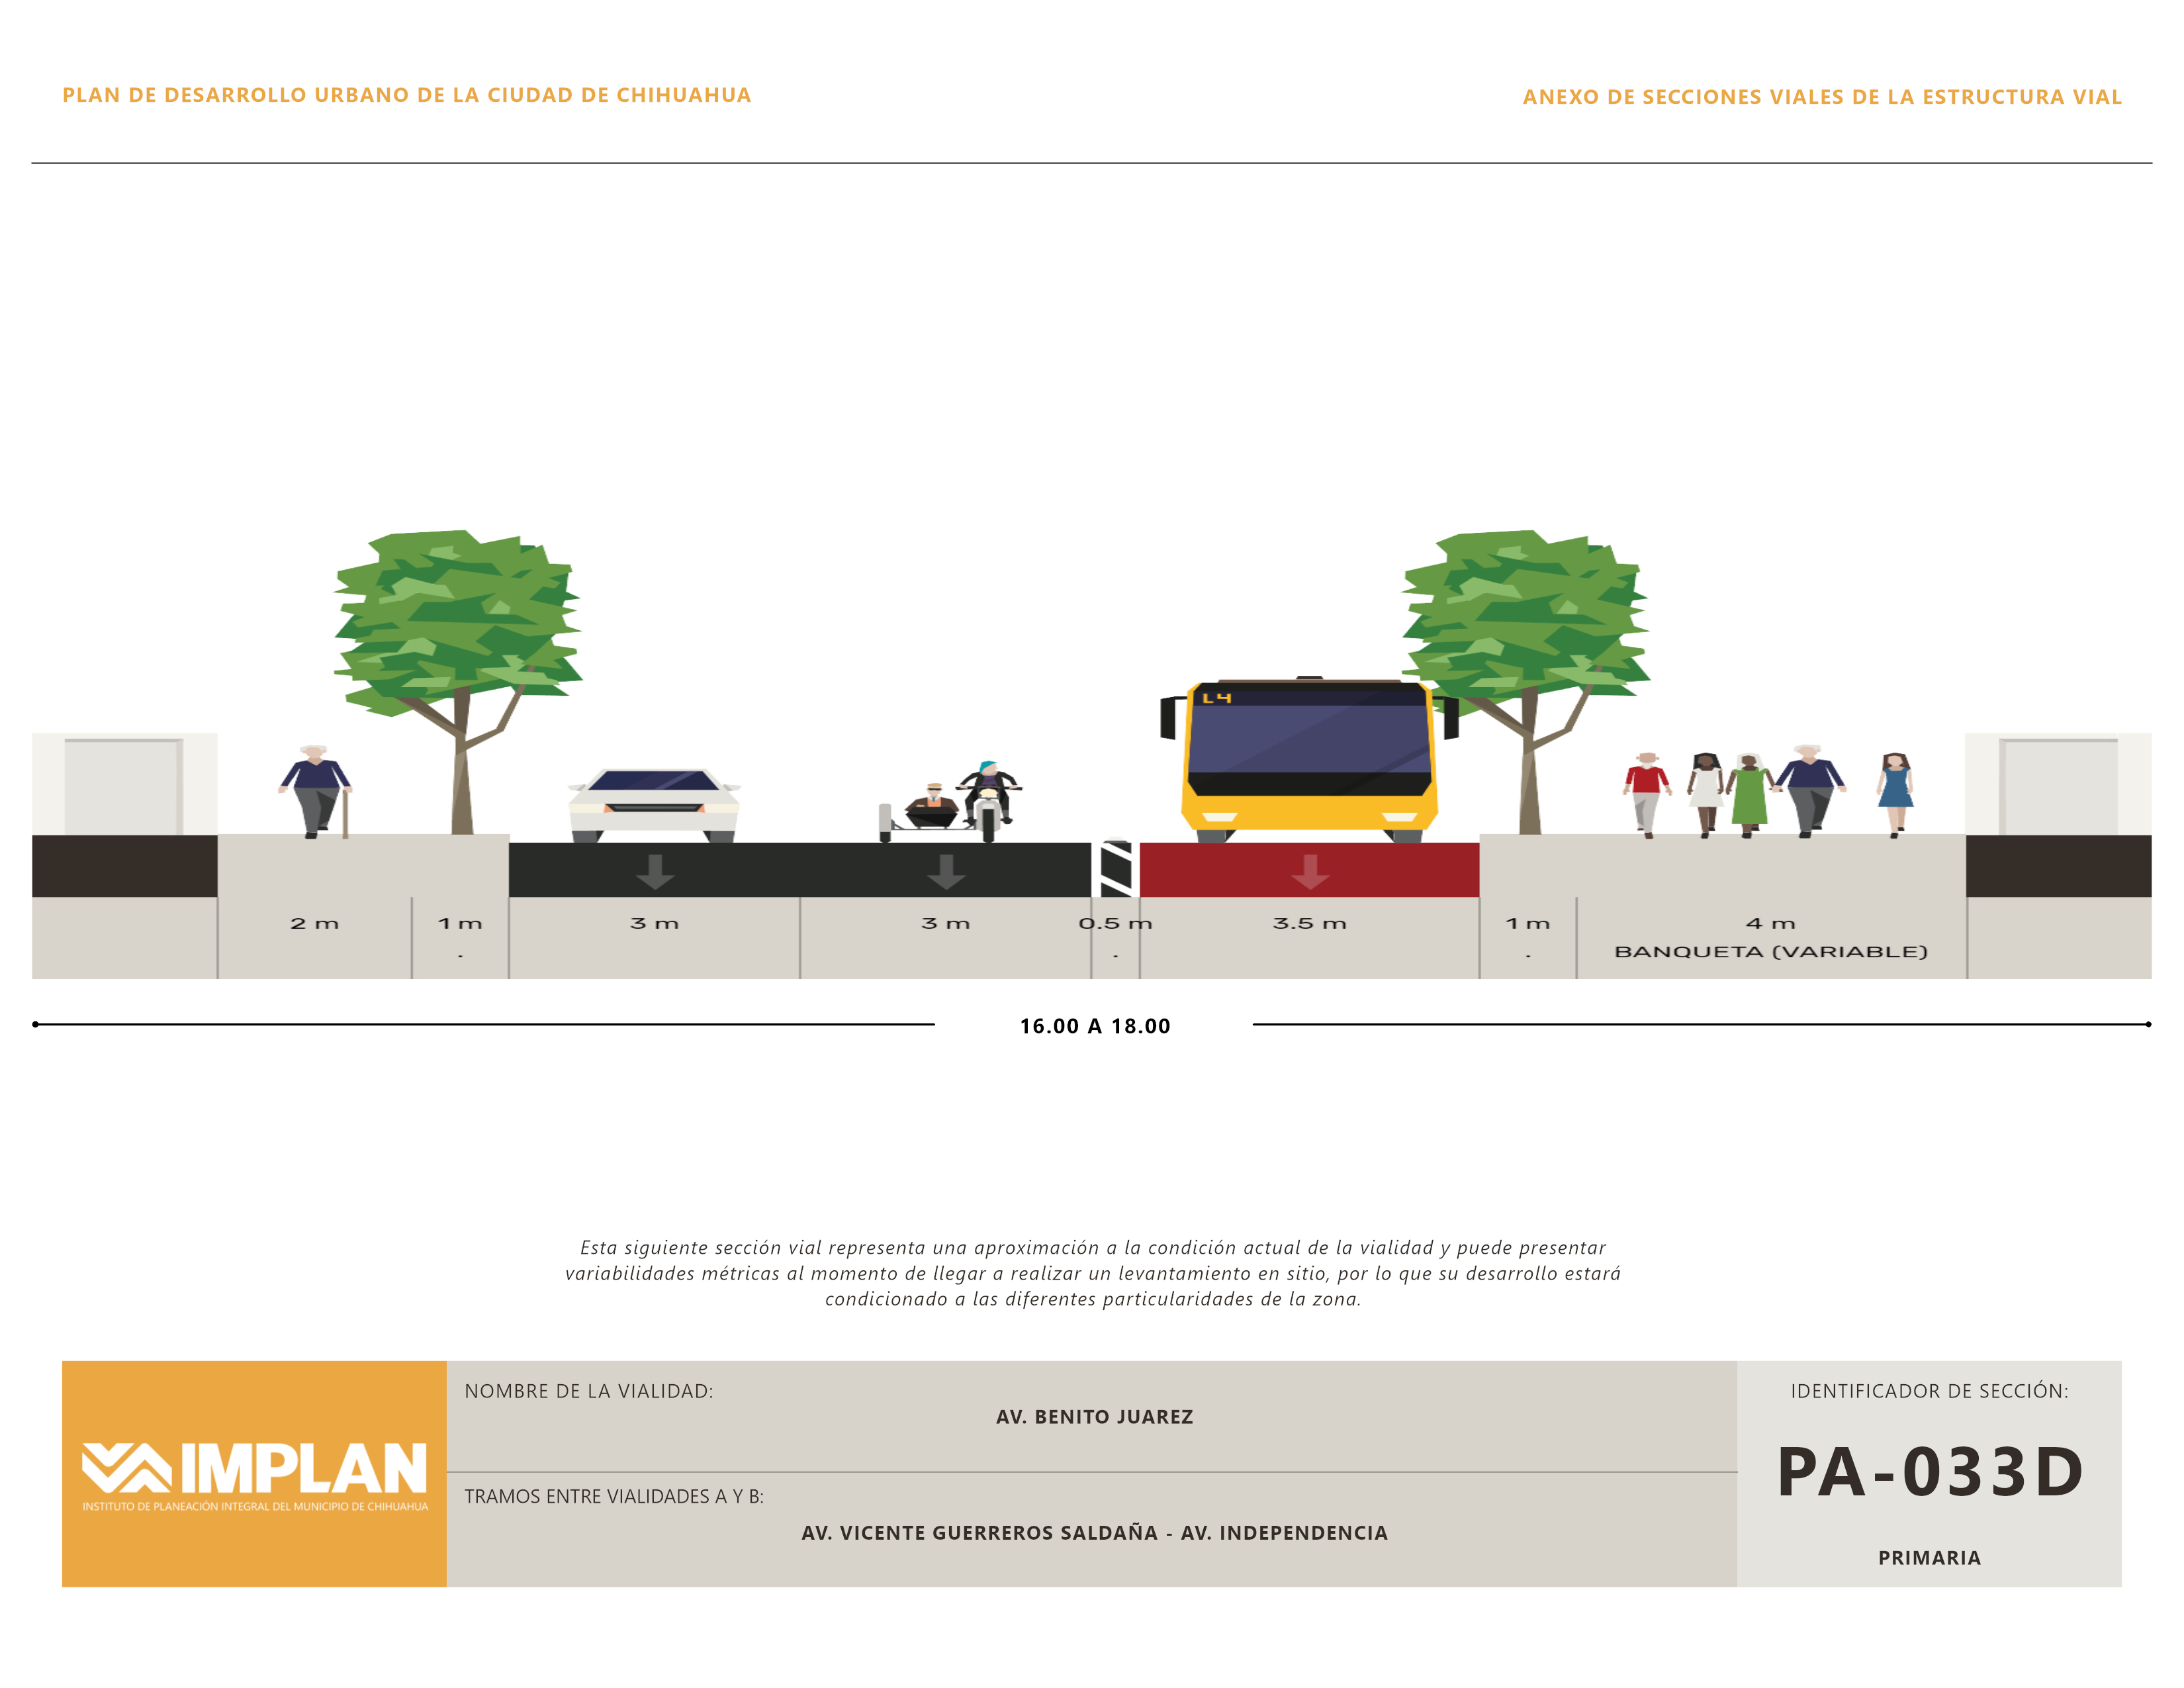 PLAN DE DESARROLLO URBANO DE LA CIUDAD DE CHIHUAHUA
ANEXO DE SECCIONES VIALES DE LA ESTRUCTURA VIAL
L4
2 m
1 m
.
3 m
3 m
0.5 m
.
3.5 m
1 m
.
4 m
BANQUETA (VARIABLE)
16.00 A 18.00
Esta siguiente sección vial representa una aproximación a la condición actual de la vialidad y puede presentar
variabilidades métricas al momento de llegar a realizar un levantamiento en sitio, por lo que su desarrollo estará
condicionado a las diferentes particularidades de la zona.
IMPLAN
INSTITUTO DE PLANEACIÓN INTEGRAL DEL MUNICIPIO DE CHIHUAHUA
NOMBRE DE LA VIALIDAD:
AV. BENITO JUAREZ
TRAMOS ENTRE VIALIDADES A Y B:
AV. VICENTE GUERREROS SALDAÑA - AV. INDEPENDENCIA
IDENTIFICADOR DE SECCIÓN:
PA-033D
PRIMARIA